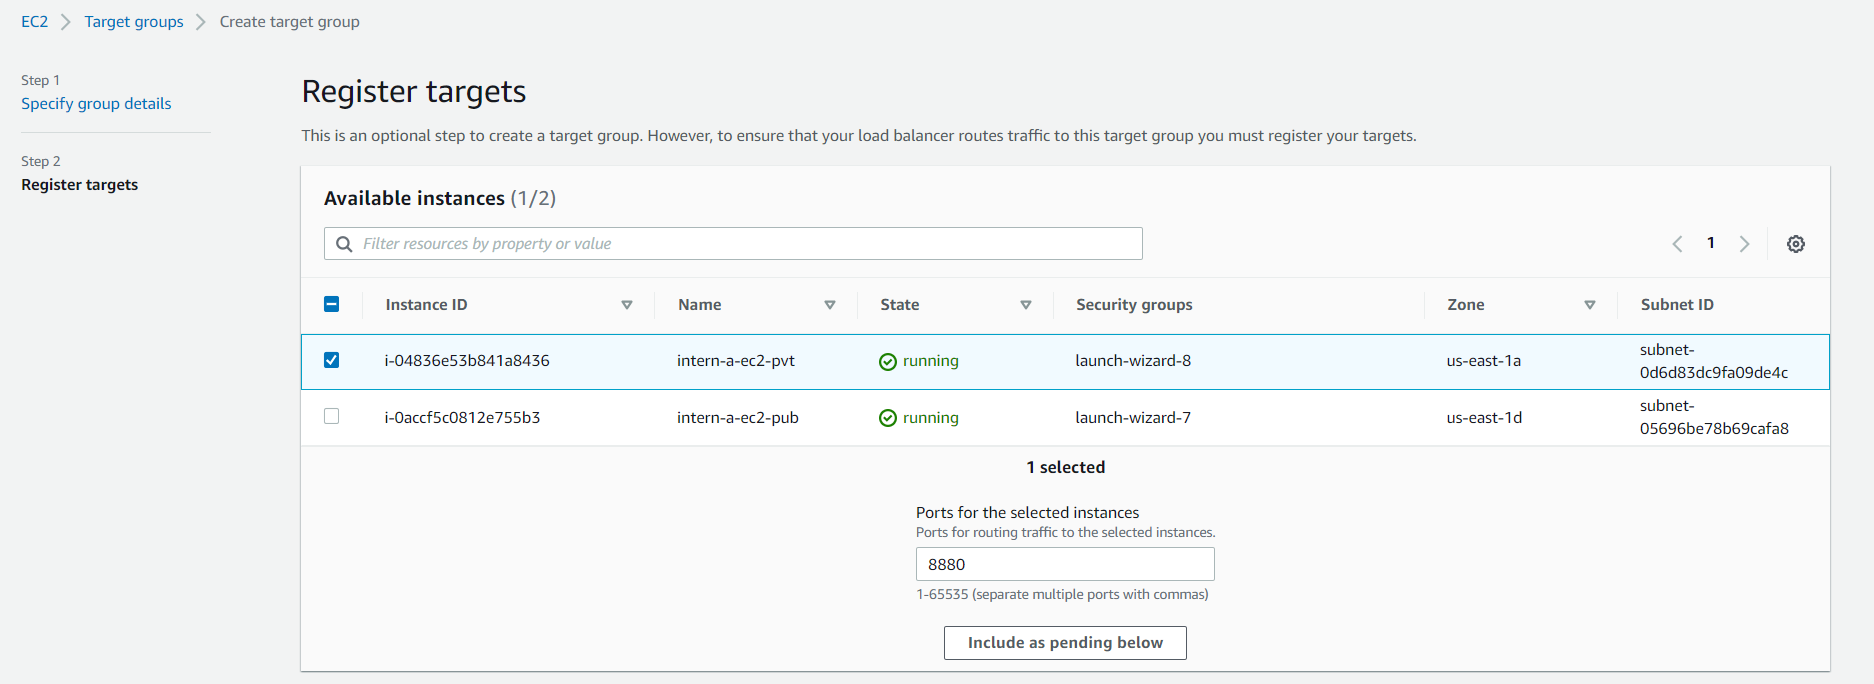 EC2 > Target groups > Create target group
Step 1
Specify group details
Step 2
Register targets
Register targets
This is an optional step to create a target group. However, to ensure that your load balancer routes traffic to this target group you must register your targets.
Available instances (1/2)
Filter resources by property or value
1
Instance ID Name State Security groups Zone Subnet ID
i-04836e53b841a8436 intern-a-ec2-pvt running launch-wizard-8 us-east-1a subnet-
0d6d83dc9fa09de4c
i-0accf5c0812e755b3 intern-a-ec2-pub running launch-wizard-7 us-east-1d subnet-
05696be78b69cafa8
1 selected
Ports for the selected instances
Ports for routing traffic to the selected instances.
8880
1-65535 (separate multiple ports with commas)
Include as pending below